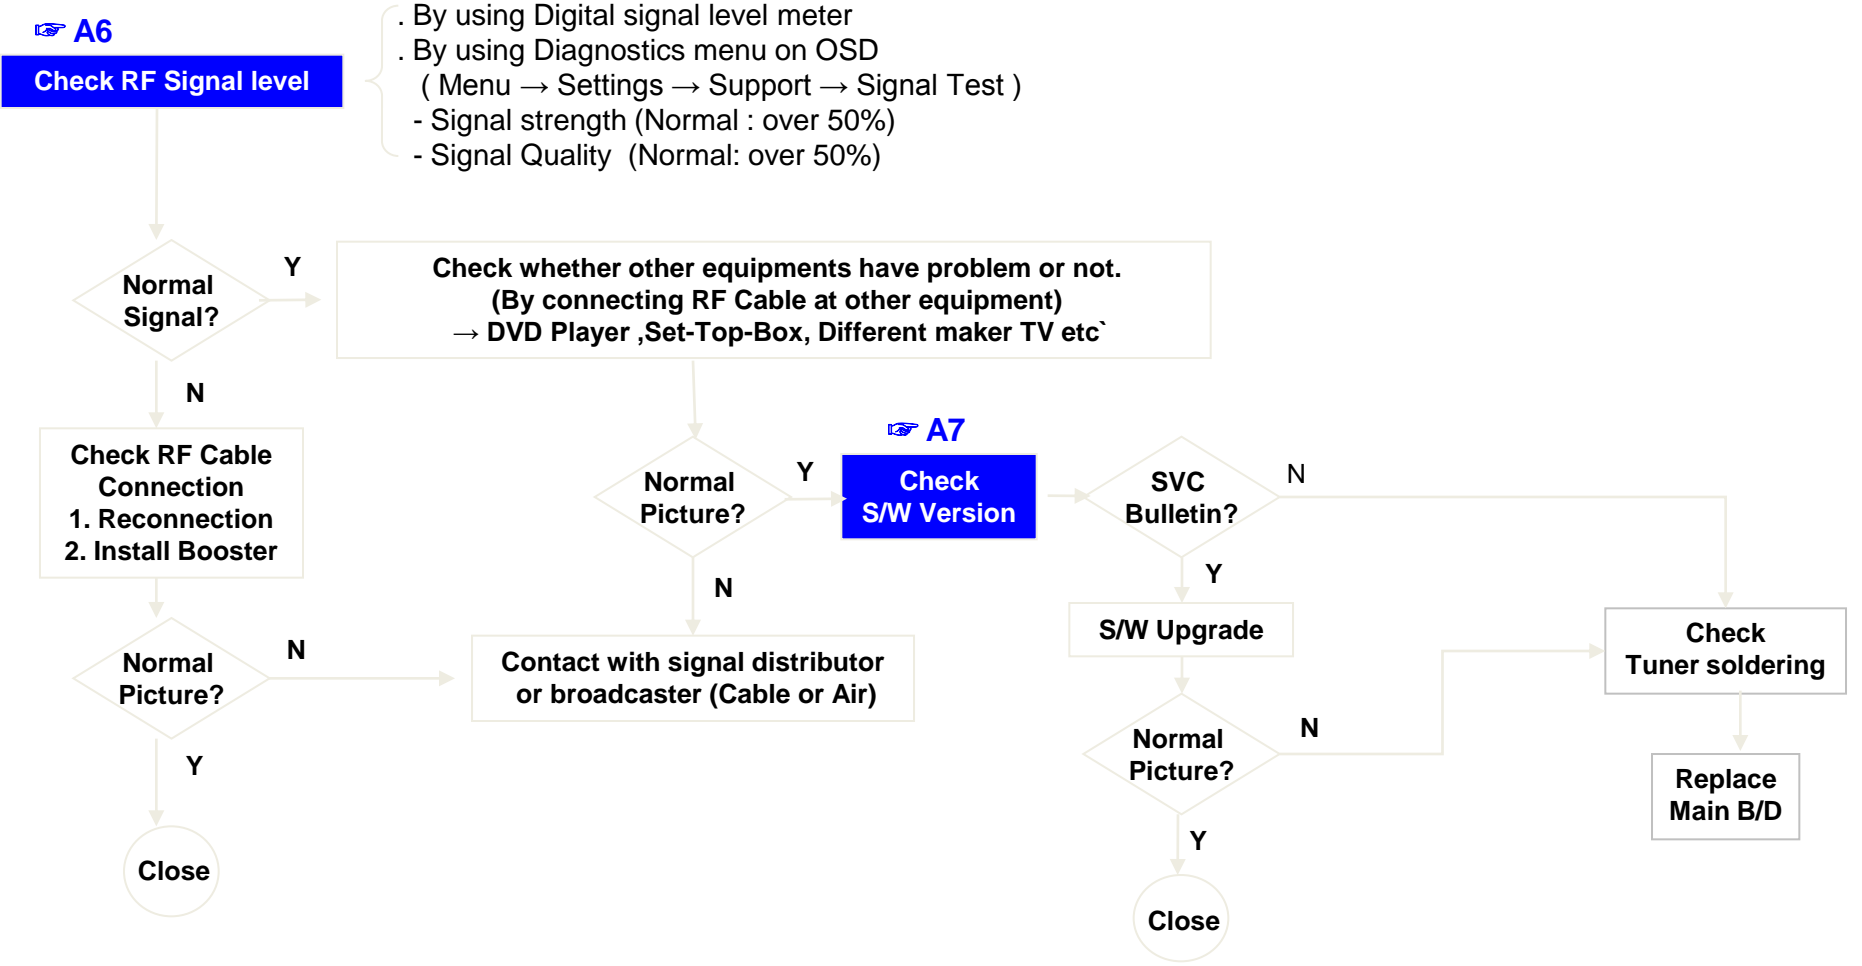 ☞ A6
Check RF Signal level
. By using Digital signal level meter
. By using Diagnostics menu on OSD
( Menu → Settings → Support → Signal Test )
- Signal strength (Normal : over 50%)
- Signal Quality (Normal: over 50%)
Normal
Signal?
Y
Check whether other equipments have problem or not.
(By connecting RF Cable at other equipment)
→ DVD Player ,Set-Top-Box, Different maker TV etc`
N
Check RF Cable
Connection
1. Reconnection
2. Install Booster
Normal
Picture?
Y
☞ A7
Check
S/W Version
SVC
Bulletin?
N
N
Y
S/W Upgrade
Check
Tuner soldering
Normal
Picture?
N
Contact with signal distributor
or broadcaster (Cable or Air)
Y
Normal
Picture?
N
Replace
Main B/D
Y
Close
Close